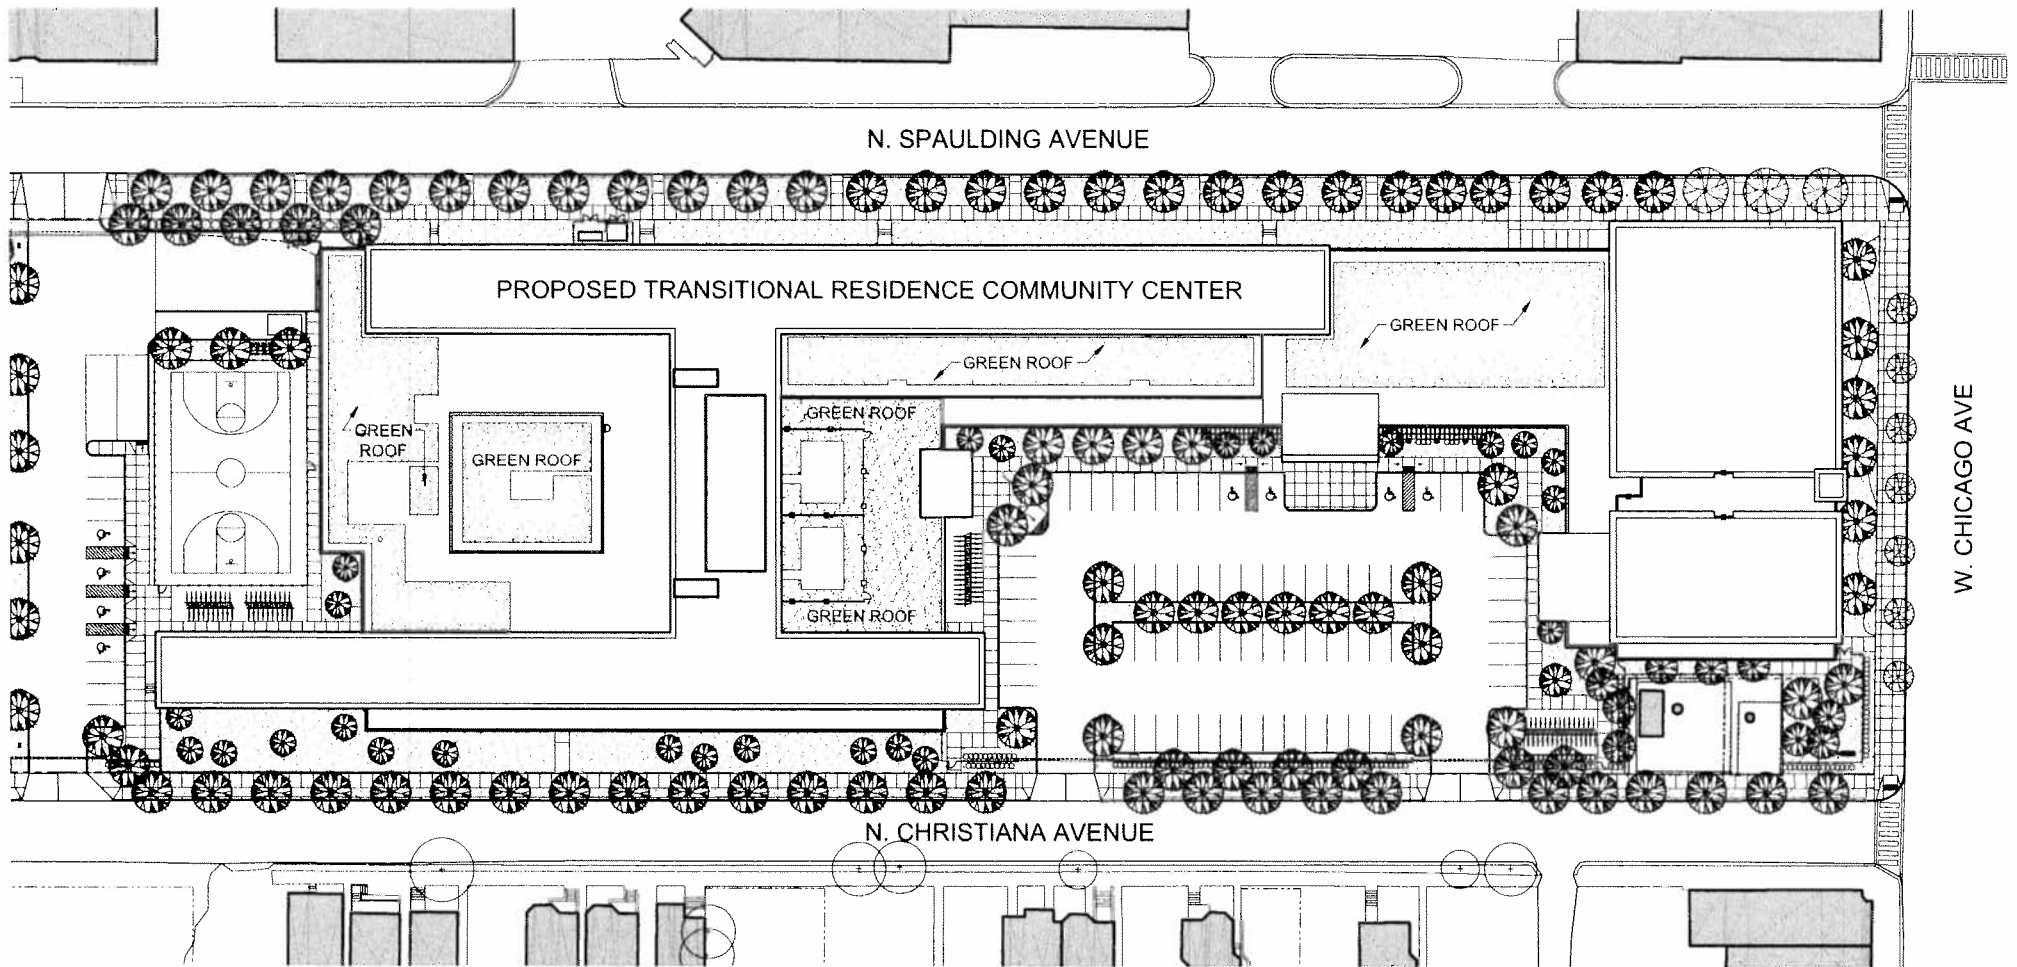 N. SPAULDING AVENUE
PROPOSED TRANSITIONAL RESIDENCE COMMUNITY CENTER
GREEN ROOF
GREEN ROOF
GREEN ROOF
GREEN
ROOF
GREEN ROOF
GREEN ROOF
W. CHICAGO AVE
N. CHRISTIANA AVENUE